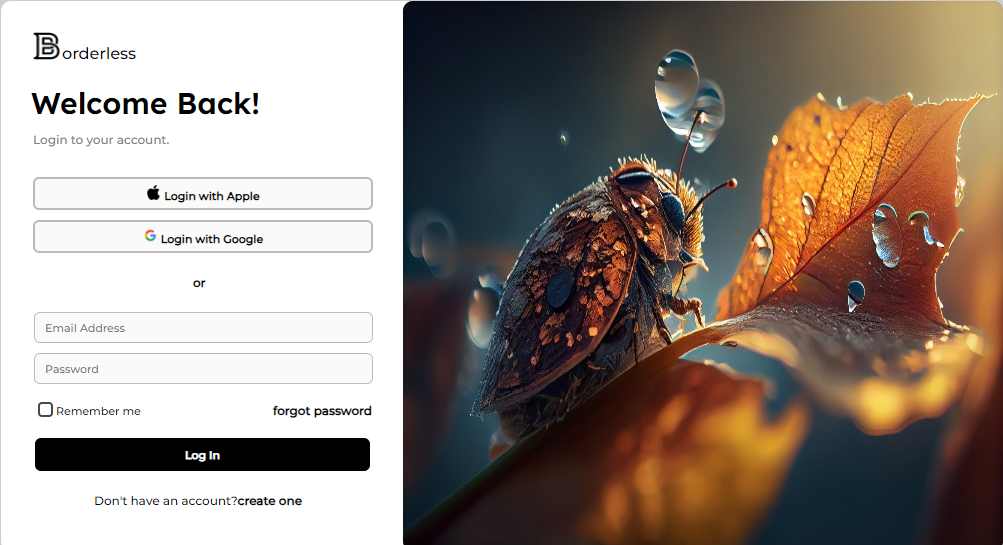 Borderless
Welcome Back!
Login to your account.
Login with Apple
Login with Google
or
Email Address
Password
Remember me forgot password
Log In
Don't have an account?create one